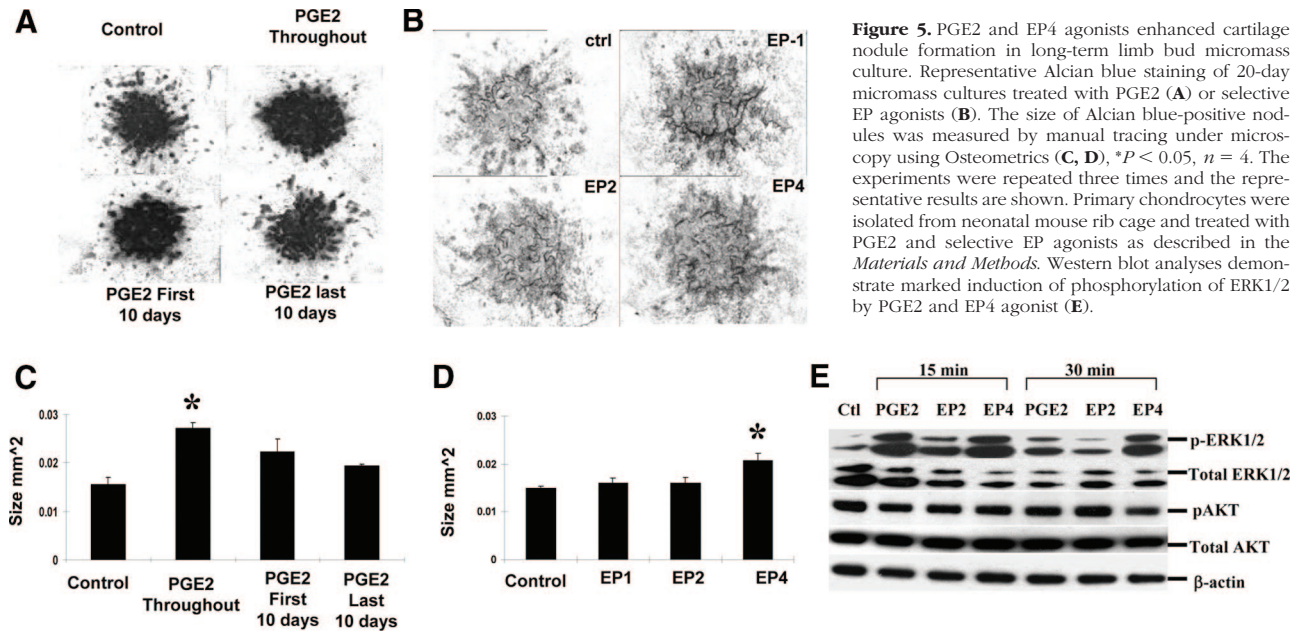 A
Control
PGE2
Throughout
PGE2 First
10 days
PGE2 last
10 days
B
ctrl
EP-1
EP2
EP4
Figure 5. PGE2 and EP4 agonists enhanced cartilage
nodule formation in long-term limb bud micromass
culture. Representative Alcian blue staining of 20-day
micromass cultures treated with PGE2 (A) or selective
EP agonists (B). The size of Alcian blue-positive nod-
ules was measured by manual tracing under micros-
copy using Osteometrics (C, D), *P < 0.05, n = 4. The
experiments were repeated three times and the repre-
sentative results are shown. Primary chondrocytes were
isolated from neonatal mouse rib cage and treated with
PGE2 and selective EP agonists as described in the
Materials and Methods. Western blot analyses demon-
strate marked induction of phosphorylation of ERK1/2
by PGE2 and EP4 agonist (E).
C
Size mm^2
0.03
0.02
0.01
0
*
Control
PGE2
Throughout
PGE2
First
10 days
PGE2
Last
10 days
D
Size mm^2
0.03
0.02
0.01
0
*
Control
EP1
EP2
EP4
E
15 min
30 min
Ctl PGE2 EP2 EP4 PGE2 EP2 EP4
p-ERK1/2
Total ERK1/2
pAKT
Total AKT
β-actin